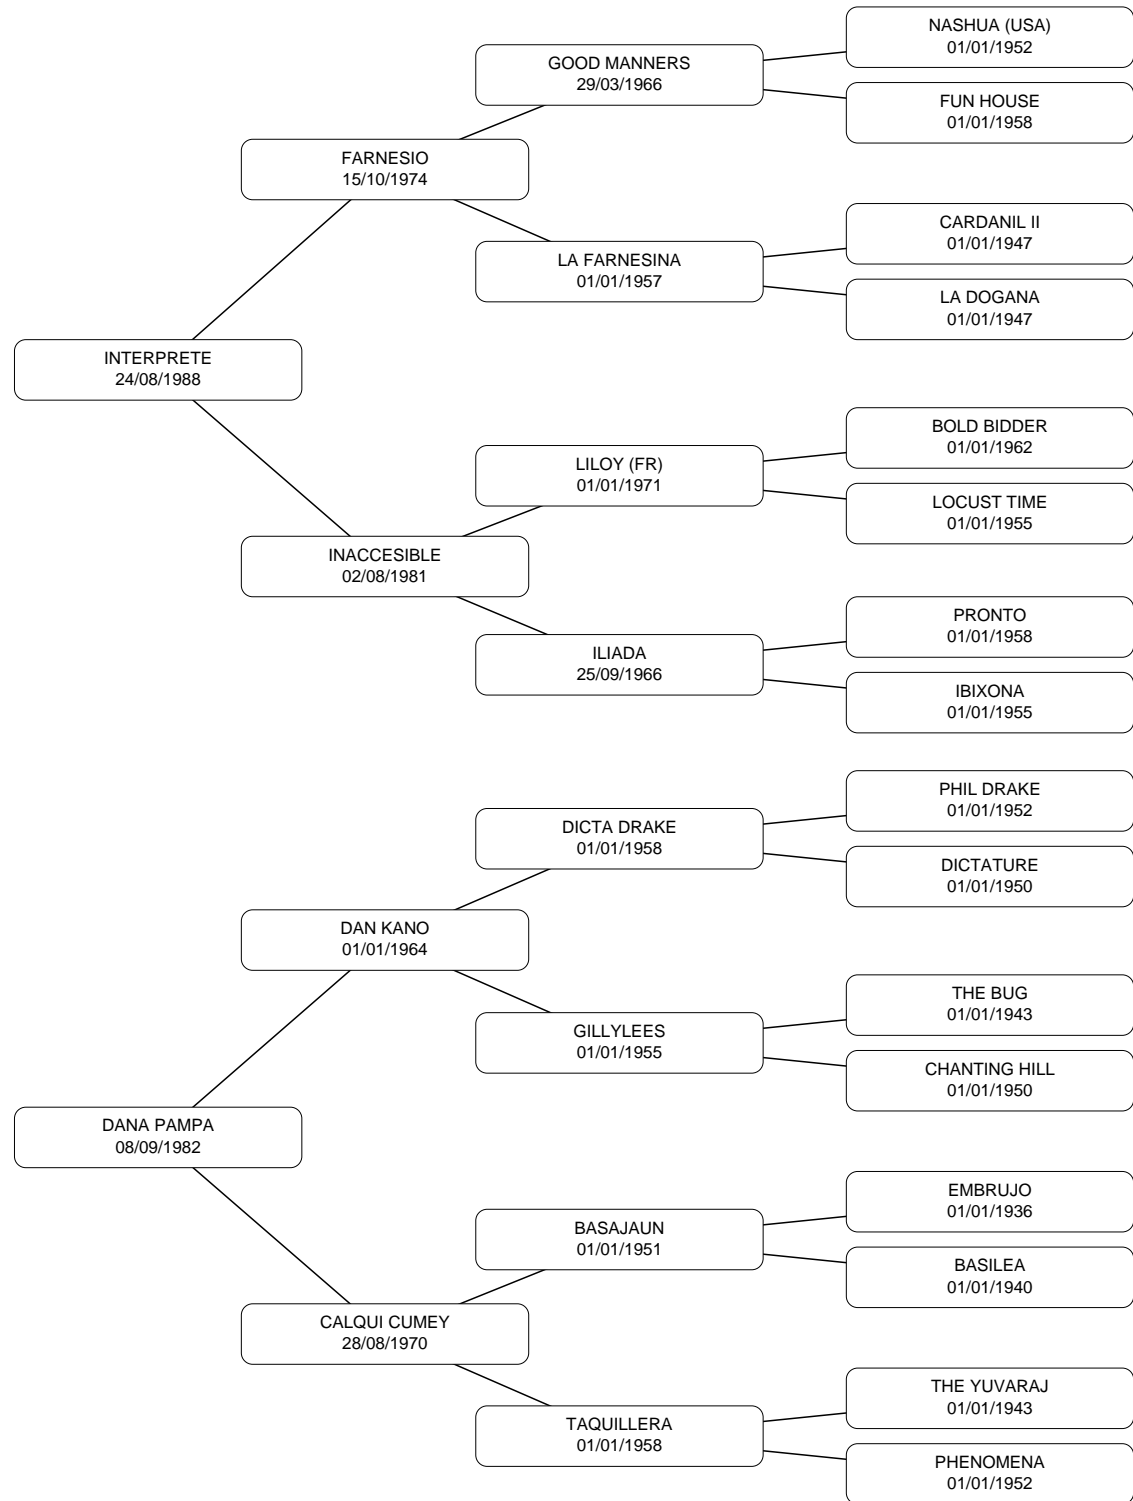 NASHUA (USA)
01/01/1952
GOOD MANNERS
29/03/1966
FUN HOUSE
01/01/1958
FARNESIO
15/10/1974
CARDANIL II
01/01/1947
LA FARNESINA
01/01/1957
LA DOGANA
01/01/1947
INTERPRETE
24/08/1988
BOLD BIDDER
01/01/1962
LILOY (FR)
01/01/1971
LOCUST TIME
01/01/1955
INACCESIBLE
02/08/1981
PRONTO
01/01/1958
ILIADA
25/09/1966
IBIXONA
01/01/1955
PHIL DRAKE
01/01/1952
DICTA DRAKE
01/01/1958
DICTATURE
01/01/1950
DAN KANO
01/01/1964
THE BUG
01/01/1943
GILLYLEES
01/01/1955
CHANTING HILL
01/01/1950
DANA PAMPA
08/09/1982
EMBRUJO
01/01/1936
BASAJAUN
01/01/1951
BASILEA
01/01/1940
CALQUI CUMEY
28/08/1970
THE YUVARAJ
01/01/1943
TAQUILLERA
01/01/1958
PHENOMENA
01/01/1952